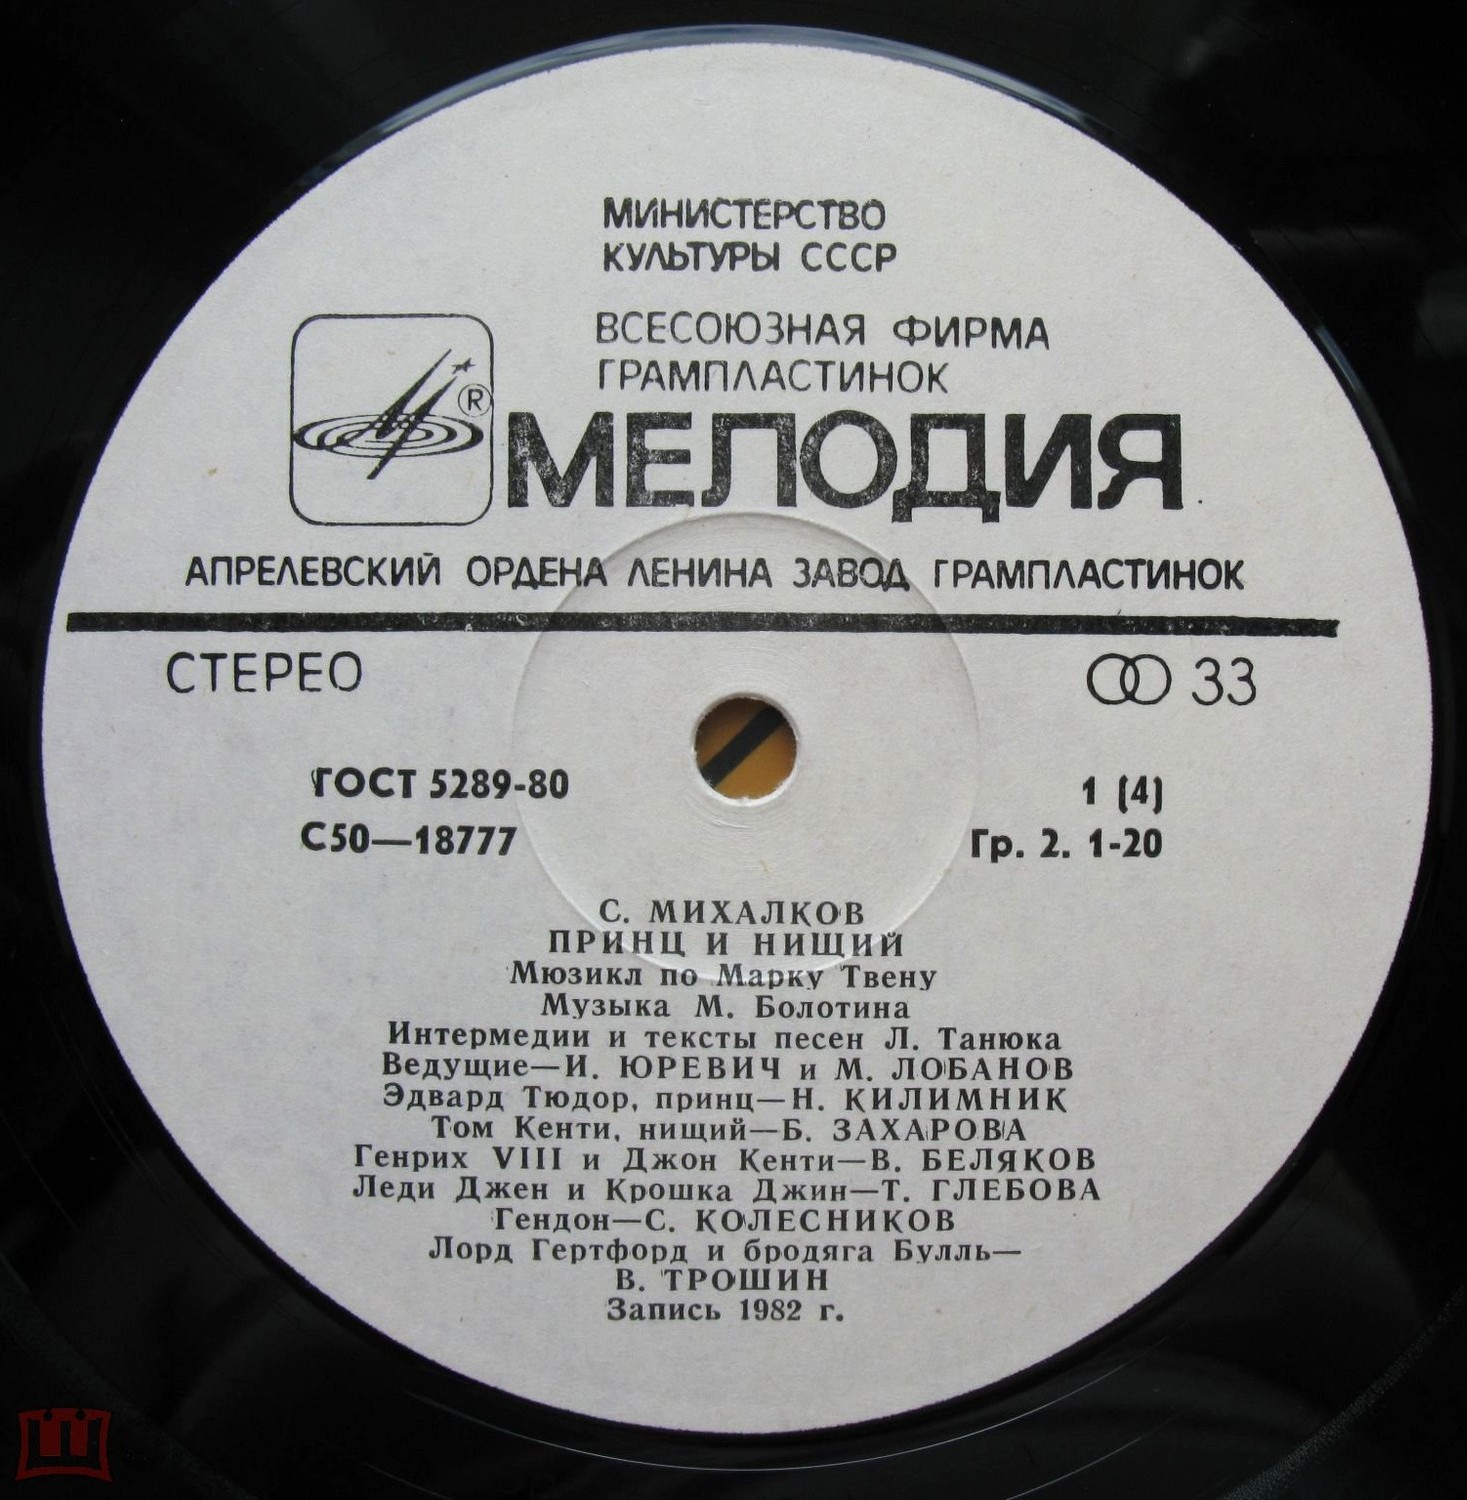 МИНИСТЕРСТВО
КУЛЬТУРЫ СССР
ВСЕСОЮЗНАЯ ФИРМА
ГРАМПЛАСТИНОК
®
МЕЛОДИЯ
АПРЕЛЕВСКИЙ ОРДЕНА ЛЕНИНА ЗАВОД ГРАМПЛАСТИНОК
СТЕРЕО
33
ГОСТ 5289-80
1 (4)
С50—18777
Гр. 2. 1-20
С. МИХАЛКОВ
ПРИНЦ И НИЩИЙ
Мюзикл по Марку Твену
Музыка М. Болотина
Интермедии и тексты песен Л. Танюка
Ведущие—И. ЮРЕВИЧ и М. ЛОБАНОВ
Эдвард Тюдор, принц—Н. КИЛИМНИК
Том Кенти, нищий—Б. ЗАХАРОВА
Генрих VIII и Джон Кенти—В. БЕЛЯКОВ
Леди Джен и Крошка Джин—Т. ГЛЕБОВА
Гендон—С. КОЛЕСНИКОВ
Лорд Гертфорд и бродяга Булль—
В. ТРОШИН
Запись 1982 г.